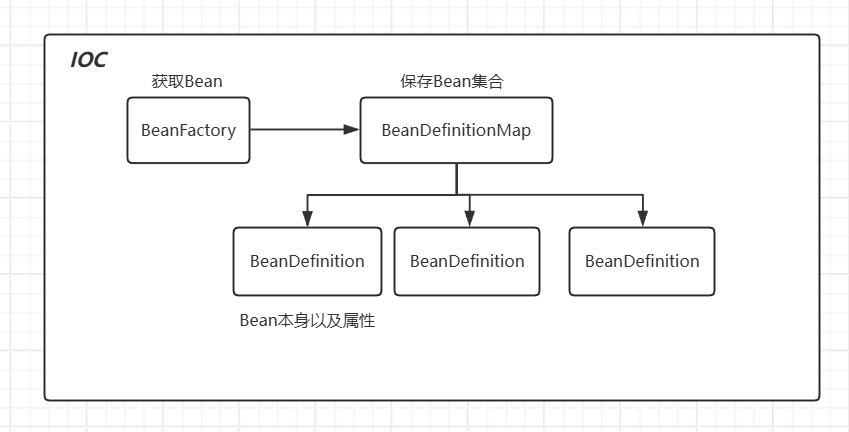 IOC
获取Bean
保存Bean集合
BeanFactory
BeanDefinitionMap
BeanDefinition
BeanDefinition
BeanDefinition
Bean本身以及属性